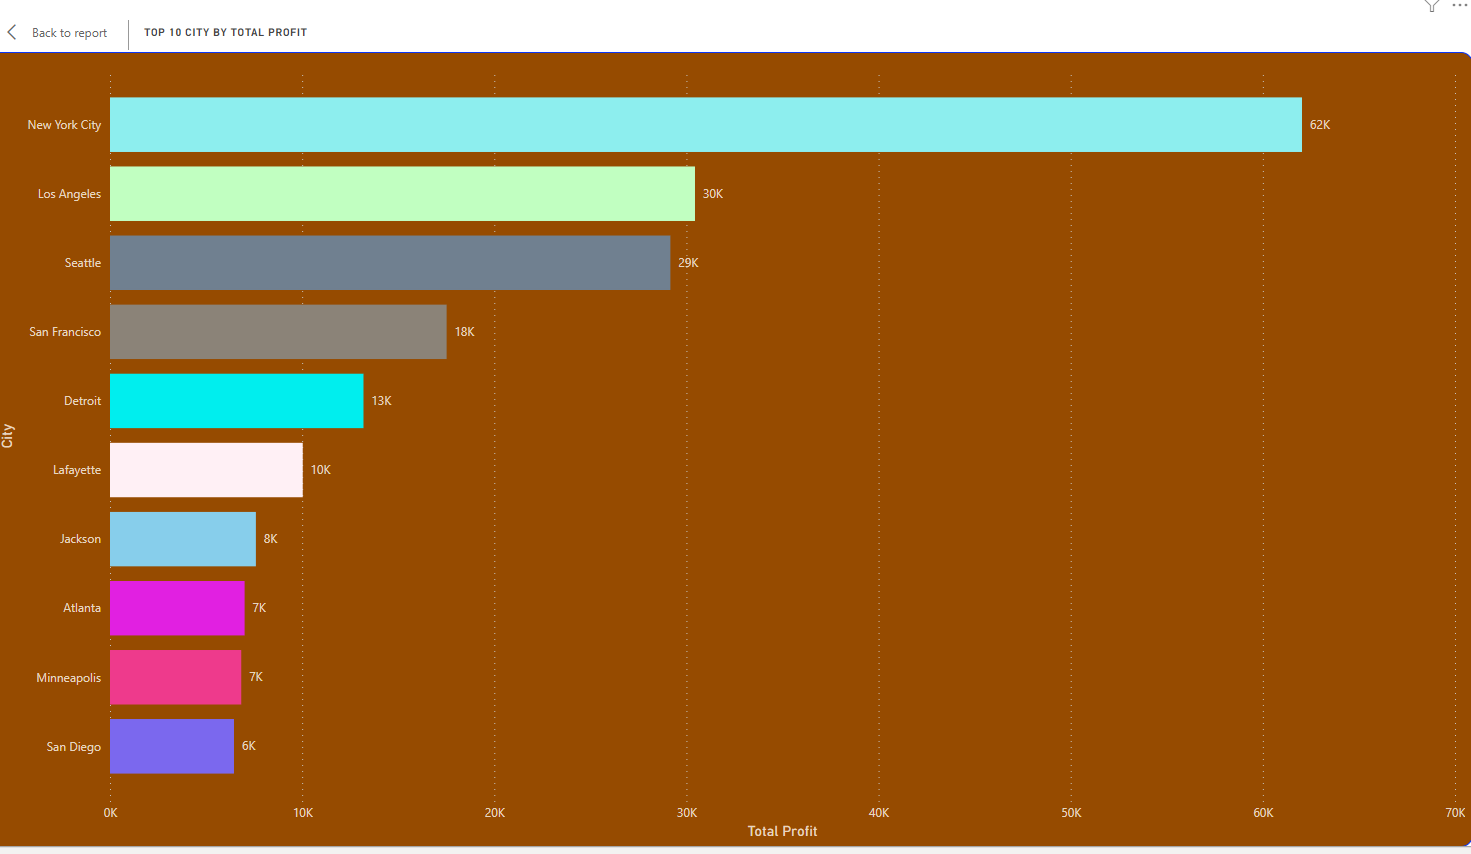 Back to report
TOP 10 CITY BY TOTAL PROFIT
New York City 62K
Los Angeles 30K
Seattle 29K
San Francisco 18K
Detroit 13K
City
Lafayette 10K
Jackson 8K
Atlanta 7K
Minneapolis 7K
San Diego 6K
0K 10K 20K 30K 40K 50K 60K 70K
Total Profit